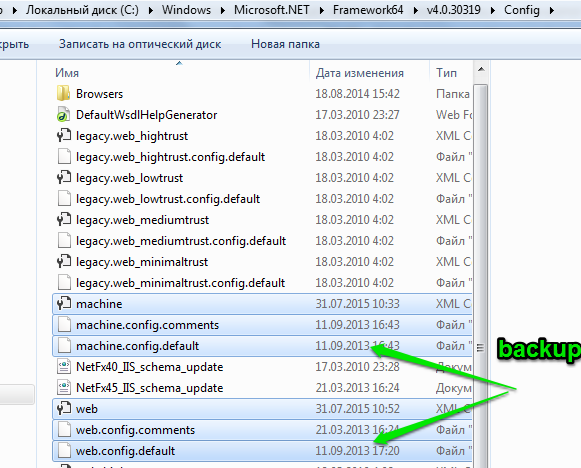 Локальный диск (C:) Windows Microsoft.NET Framework64 v4.0.30319 Config
Записать на оптический диск Новая папка
Имя Дата изменения Тип
Browsers 18.08.2014 15:42 Папка
DefaultWsdlHelpGenerator 17.03.2010 23:27 Web Fo
legacy.web_hightrust 18.03.2010 4:02 XML C
legacy.web_hightrust.config.default 18.03.2010 4:02 Файл "
legacy.web_lowtrust 18.03.2010 4:02 XML C
legacy.web_lowtrust.config.default 18.03.2010 4:02 Файл "
legacy.web_mediumtrust 18.03.2010 4:02 XML C
legacy.web_mediumtrust.config.default 18.03.2010 4:02 Файл "
legacy.web_minimaltrust 18.03.2010 4:02 XML C
legacy.web_minimaltrust.config.default 18.03.2010 4:02 Файл "
machine 31.07.2015 10:33 XML C
machine.config.comments 11.09.2013 16:43 Файл "
machine.config.default 11.09.2013 16:43 Файл "
backup
NetFx40_IIS_schema_update 17.03.2010 23:28 Докум
NetFx45_IIS_schema_update 21.03.2013 16:24 Докум
web 31.07.2015 10:52 XML C
web.config.comments 21.03.2013 16:24 Файл "
web.config.default 11.09.2013 17:20 Файл "